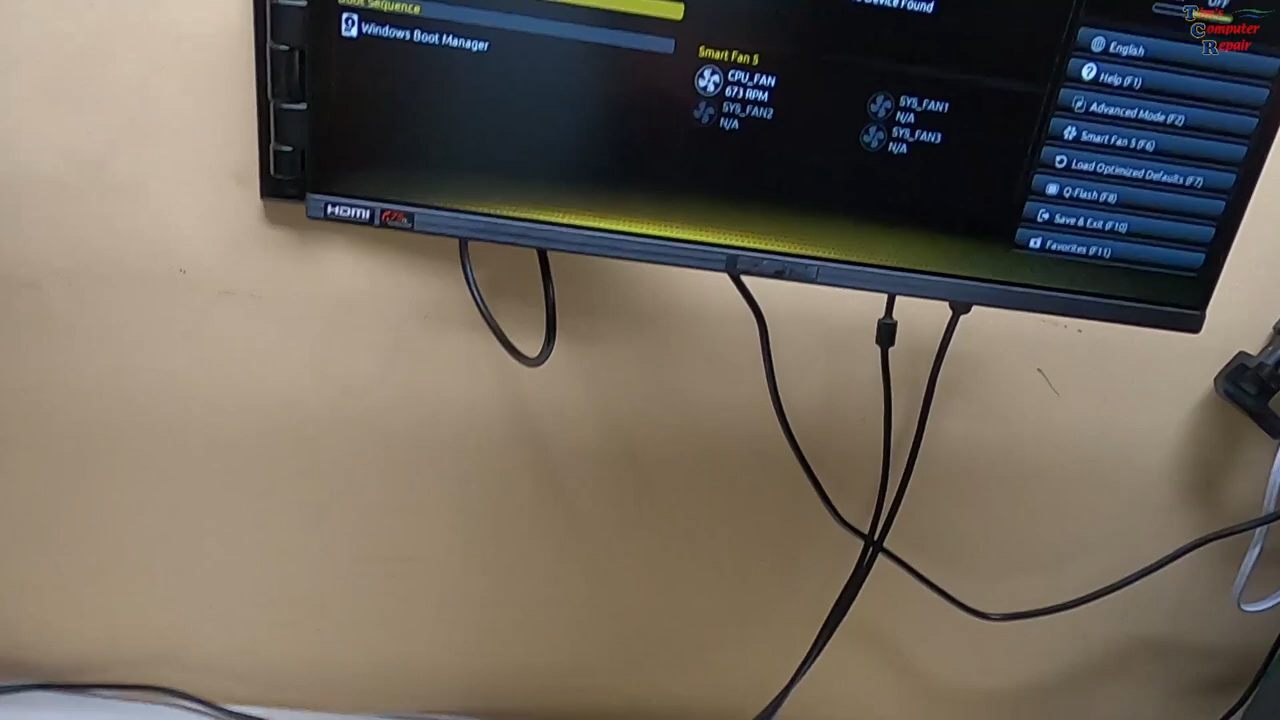 Boot Sequence
Windows Boot Manager
Device Found
Smart Fan 5
CPU_FAN
673 RPM
SYS_FAN2
N/A
SYS_FAN1
N/A
SYS_FAN3
N/A
OFF
English
Help (F1)
Advanced Mode (F2)
Smart Fan 5 (F6)
Load Optimized Defaults (F7)
Q-Flash (F8)
Save & Exit (F10)
Favorites (F11)
HDMI
Tim's
Computer
Repair